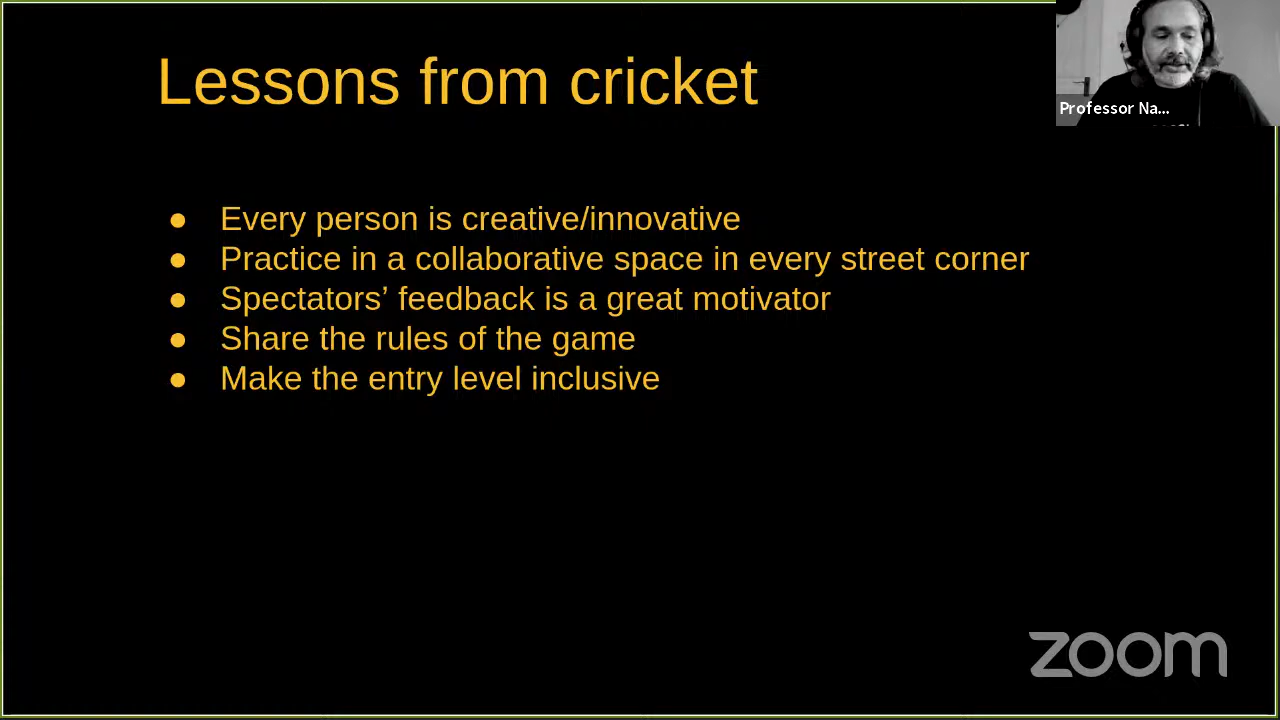 Lessons from cricket
Professor Na...
● Every person is creative/innovative
● Practice in a collaborative space in every street corner
● Spectators’ feedback is a great motivator
● Share the rules of the game
● Make the entry level inclusive
zoom